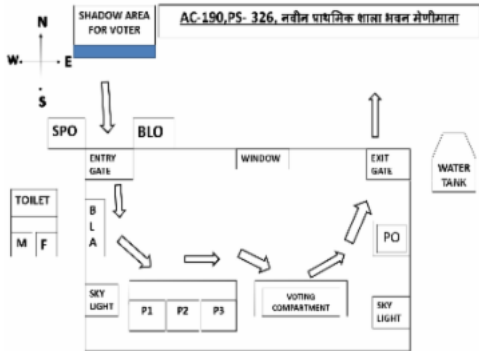 SHADOW AREA
FOR VOTER
AC-190,PS- 326, नवीन प्राथमिक शाला भवन मेणीमाता
N
W
E
S
SPO
BLO
ENTRY
GATE
WINDOW
EXIT
GATE
WATER
TANK
TOILET
M
F
B
L
A
PO
SKY
LIGHT
P1
P2
P3
VOTING
COMPARTMENT
SKY
LIGHT